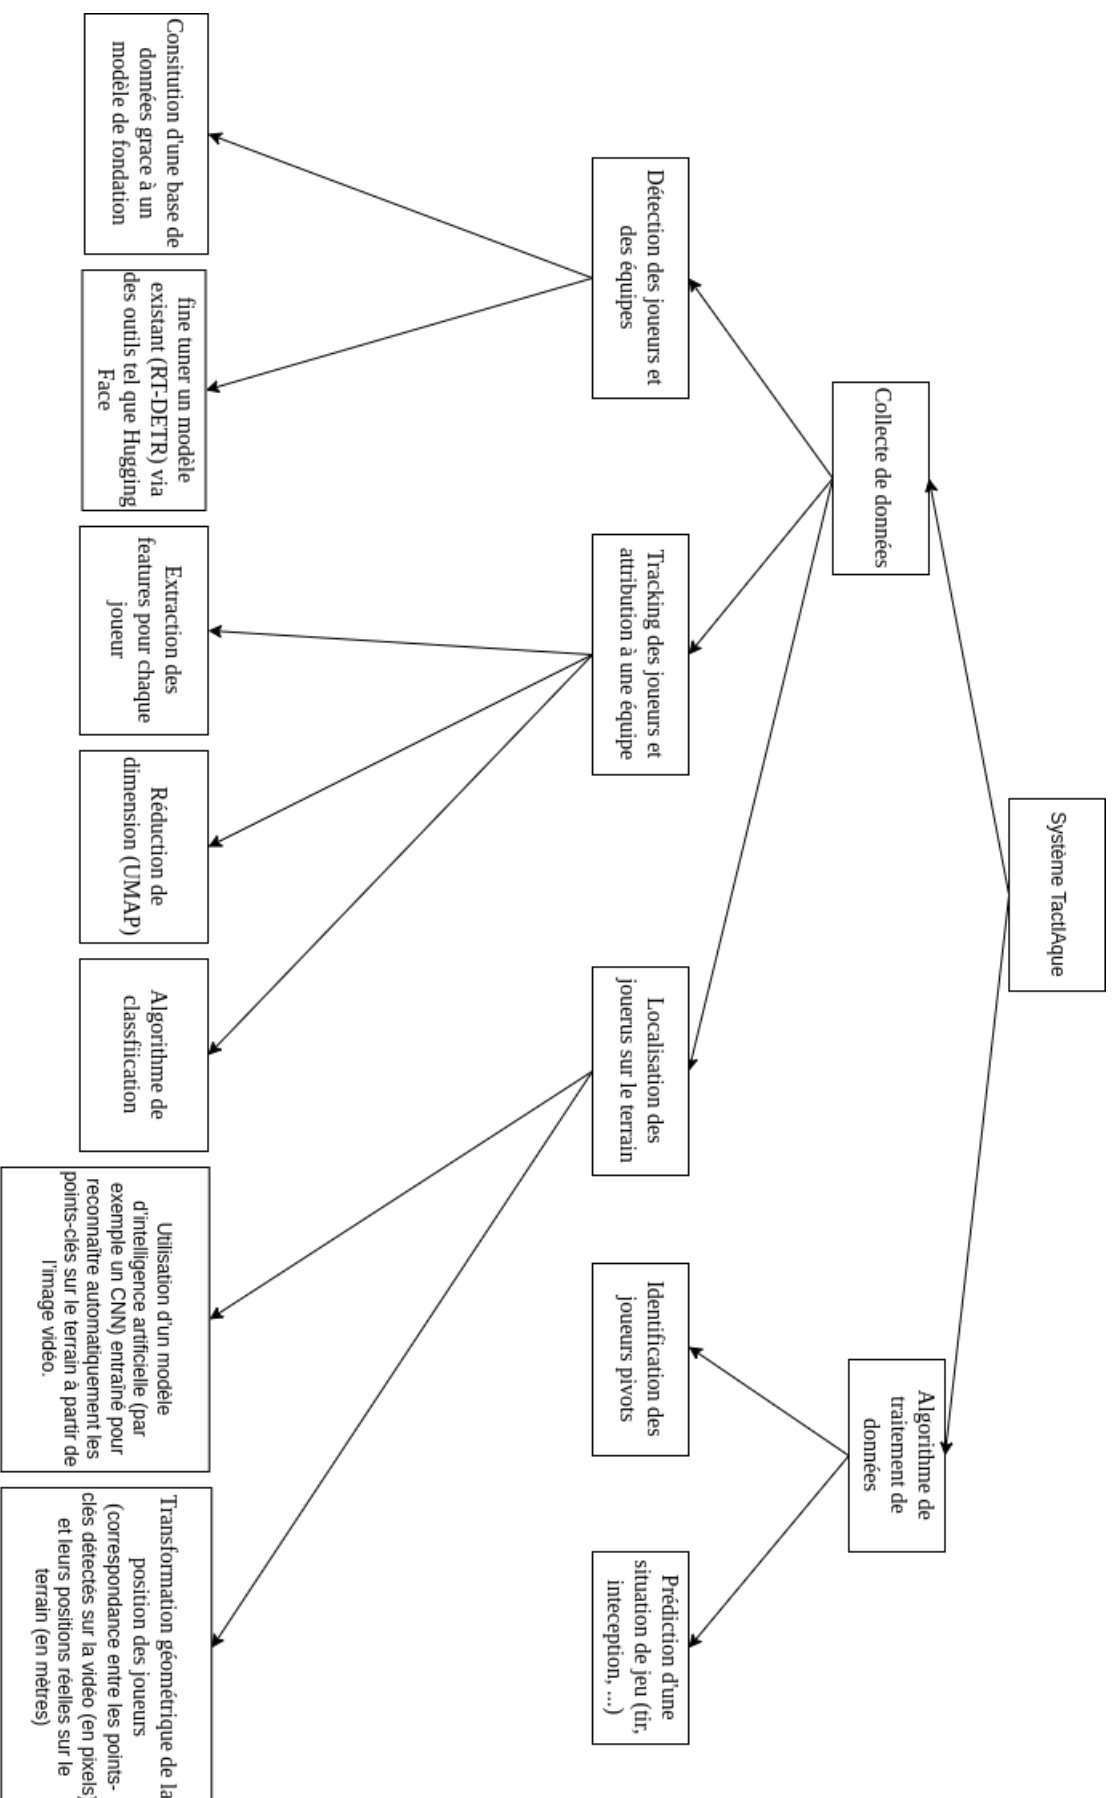 Système TactIAque
Collecte de données
Algorithme de
traitement de
données
Détection des joueurs et
des équipes
Tracking des joueurs et
attribution à une équipe
Localisation des
jouerus sur le terrain
Identification des
joueurs pivots
Prédiction d'une
situation de jeu (tir,
inteception, ...)
Consitution d'une base de
données grace à un
modèle de fondation
fine tuner un modèle
existant (RT-DETR) via
des outils tel que Hugging
Face
Extraction des
features pour chaque
joueur
Réduction de
dimension (UMAP)
Algorithme de
classfiication
Utilisation d'un modèle
d'intelligence artificielle (par
exemple un CNN) entraîné pour
reconnaître automatiquement les
points-clés sur le terrain à partir de
l'image vidéo.
Transformation géométrique de la
position des joueurs
(correspondance entre les points-
clés détectés sur la vidéo (en pixels)
et leurs positions réelles sur le
terrain (en mètres)